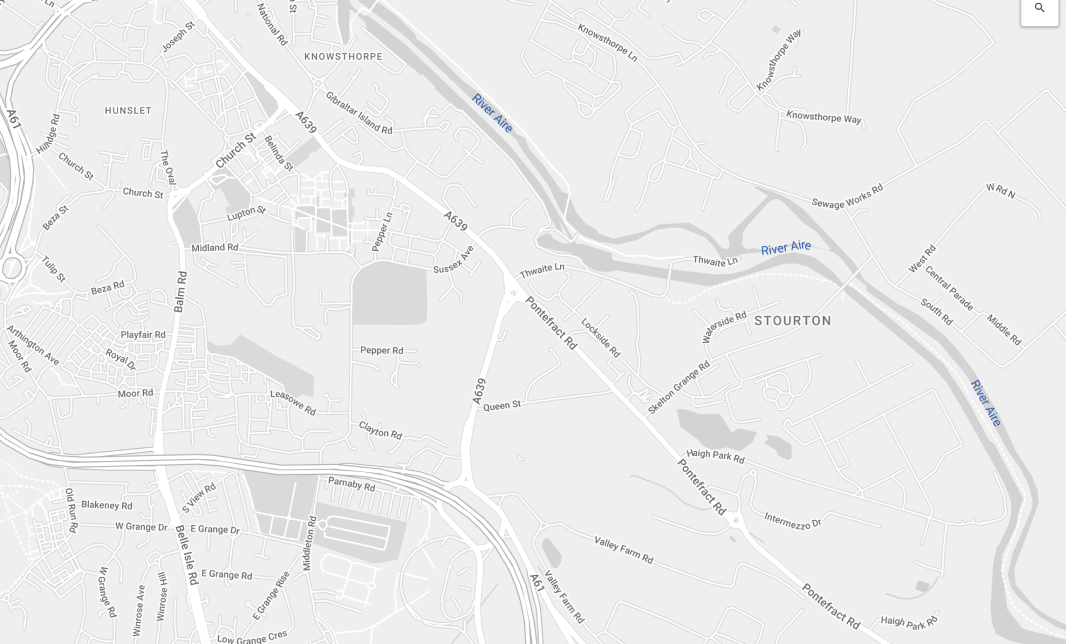 Ln
St
National Rd
Joseph St
KNOWSTHORPE
Knowsthorpe Ln
Knowsthorpe Way
A61
HUNSLET
Gibraltar Island Rd
A639
River Aire
Knowsthorpe Way
Church St
Belinda St
The Oval
Church St
Church St
Beza St
Lupton St
Pepper Ln
A639
Sewage Works Rd
W Rd N
Midland Rd
Sussex Ave
Thwaite Ln
Thwaite Ln
River Aire
West Rd
Tulip St
Beza Rd
Balm Rd
Central Parade
South Rd
Middle Rd
Pontefract Rd
Lockside Rd
Waterside Rd
STOURTON
Arthington Ave
Moor Rd
Playfair Rd
Royal Dr
Pepper Rd
Skelton Grange Rd
River Aire
Moor Rd
Leasowe Rd
A639
Queen St
Clayton Rd
Haigh Park Rd
Pontefract Rd
Parnaby Rd
Old Run Rd
Blakeney Rd
S View Rd
W Grange Dr
E Grange Dr
Middleton Rd
Intermezzo Dr
Belle Isle Rd
Valley Farm Rd
W Grange Rd
Winrose Ave
Winrose Hill
E Grange Rd
E Grange Rise
A61
Valley Farm Rd
Pontefract Rd
Haigh Park Rd
Low Grange Cres